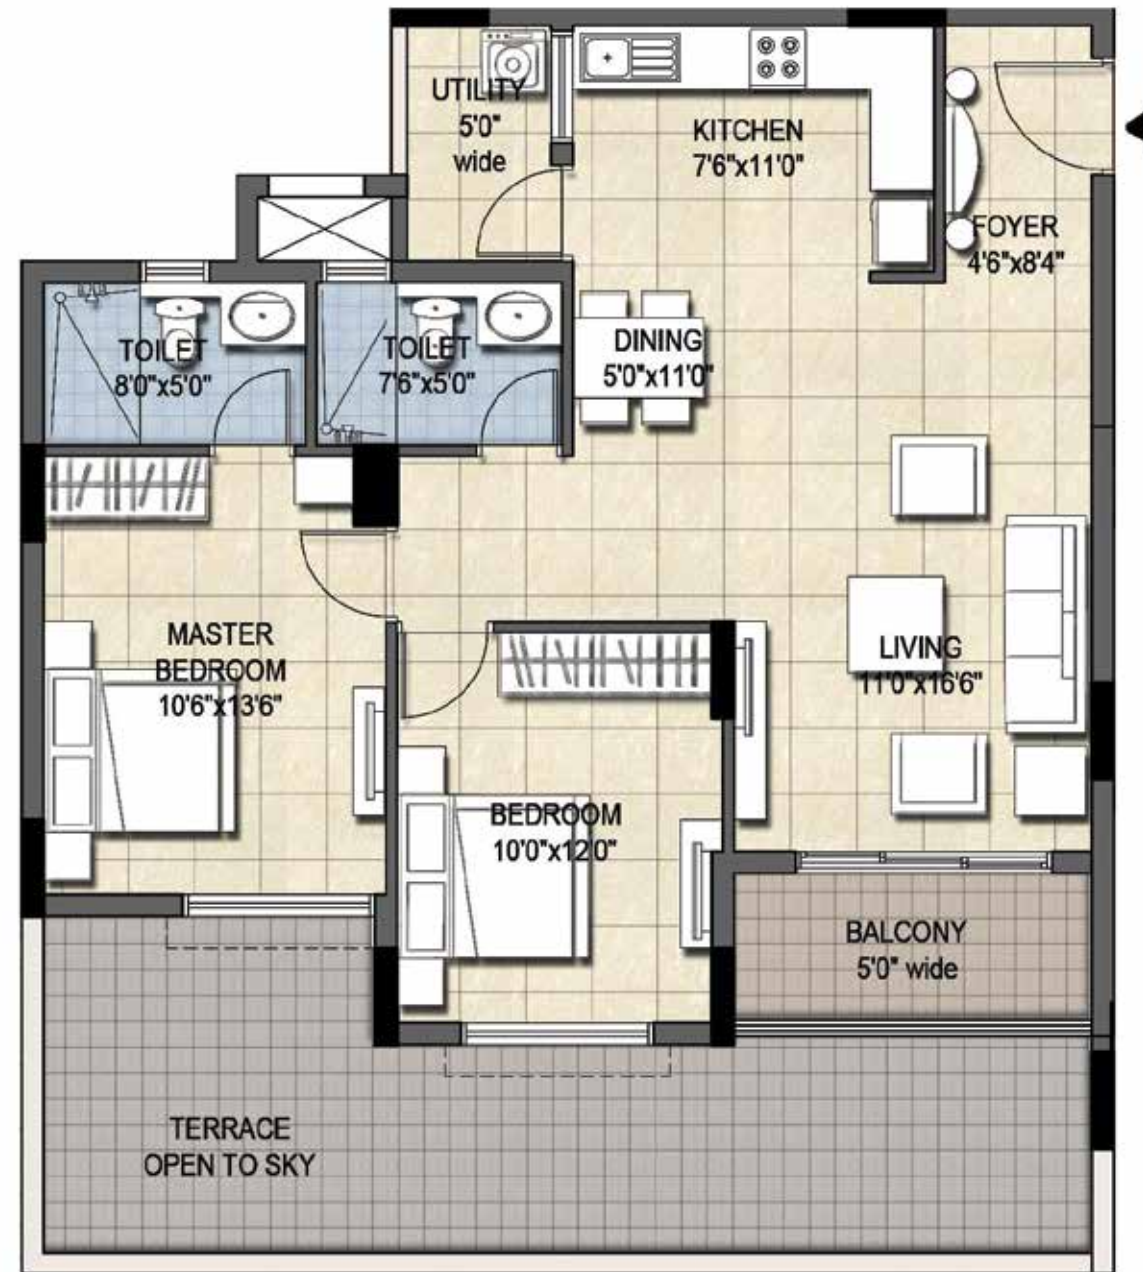 UTILITY
5'0"
wide
KITCHEN
7'6"x11'0"
FOYER
4'6"x8'4"
TOILET
8'0"x5'0"
TOILET
7'6"x5'0"
DINING
5'0"x11'0"
MASTER
BEDROOM
10'6"x13'6"
LIVING
11'0"x16'6"
BEDROOM
10'0"x12'0"
BALCONY
5'0" wide
TERRACE
OPEN TO SKY